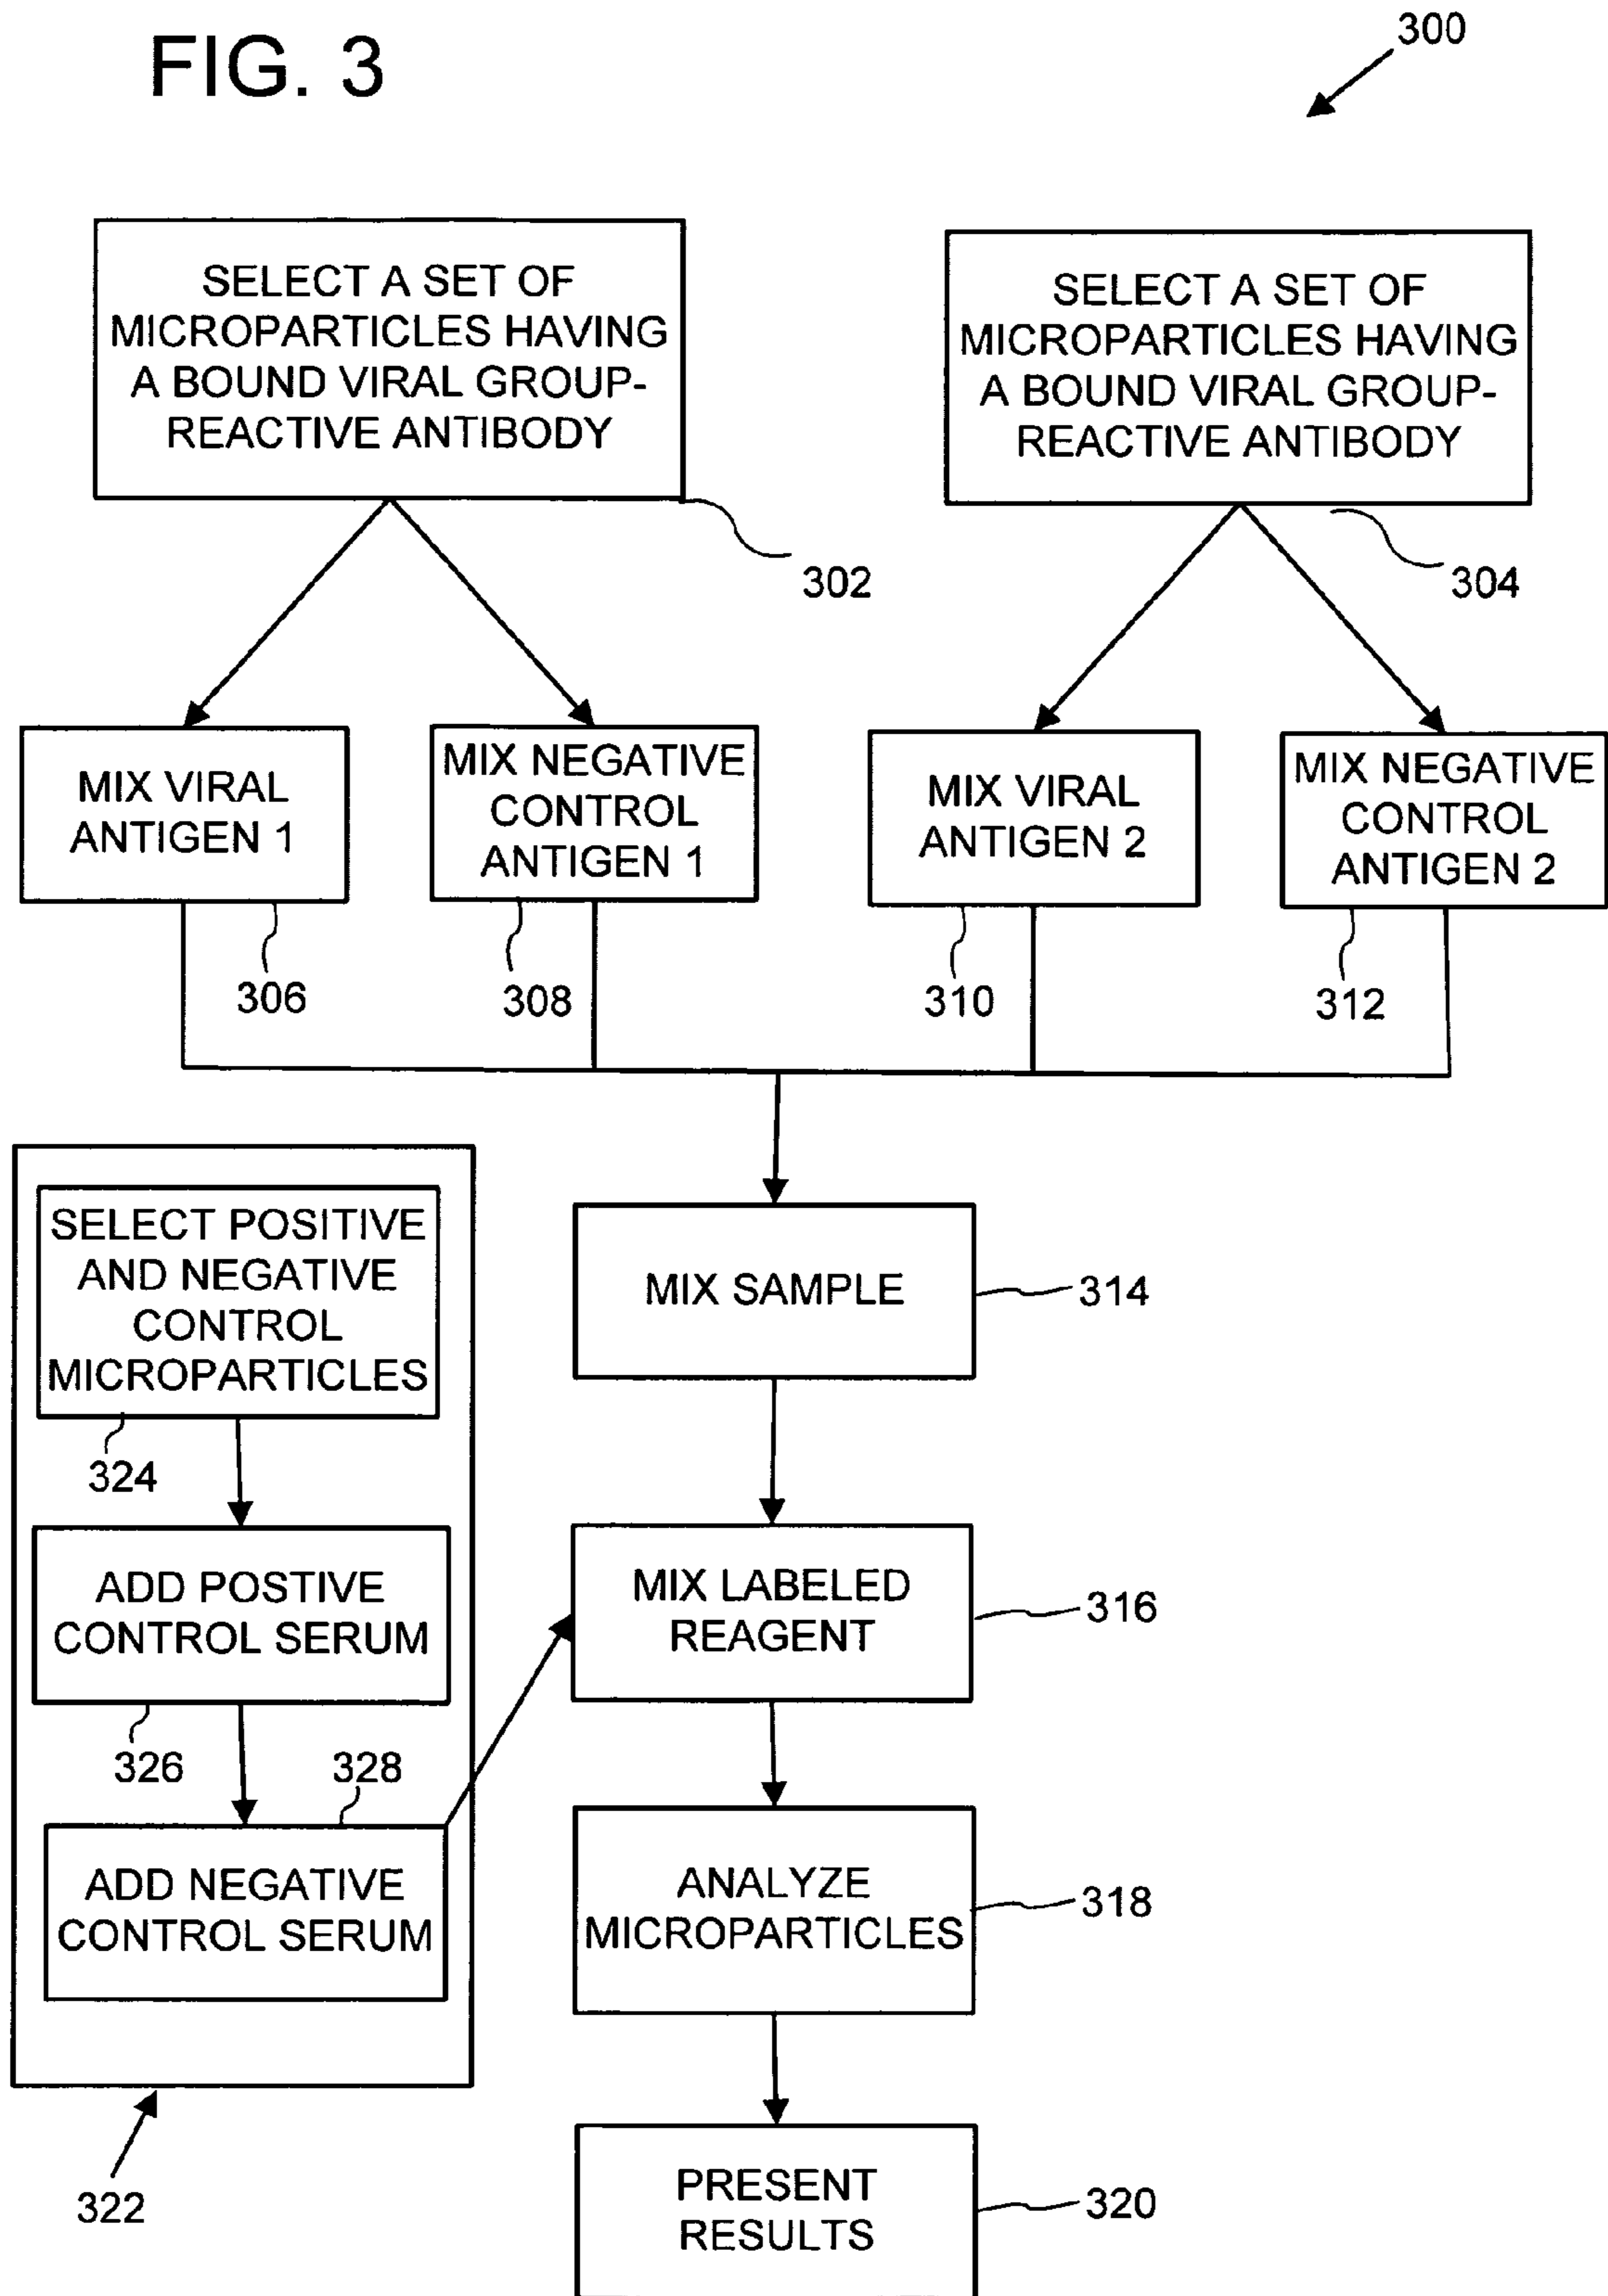 FIG. 3
300
SELECT A SET OF
MICROPARTICLES HAVING
A BOUND VIRAL GROUP-
REACTIVE ANTIBODY
302
SELECT A SET OF
MICROPARTICLES HAVING
A BOUND VIRAL GROUP-
REACTIVE ANTIBODY
304
MIX VIRAL
ANTIGEN 1
306
MIX NEGATIVE
CONTROL
ANTIGEN 1
308
MIX VIRAL
ANTIGEN 2
310
MIX NEGATIVE
CONTROL
ANTIGEN 2
312
MIX SAMPLE
314
SELECT POSITIVE
AND NEGATIVE
CONTROL
MICROPARTICLES
324
ADD POSTIVE
CONTROL SERUM
326
328
ADD NEGATIVE
CONTROL SERUM
322
MIX LABELED
REAGENT
316
ANALYZE
MICROPARTICLES
318
PRESENT
RESULTS
320